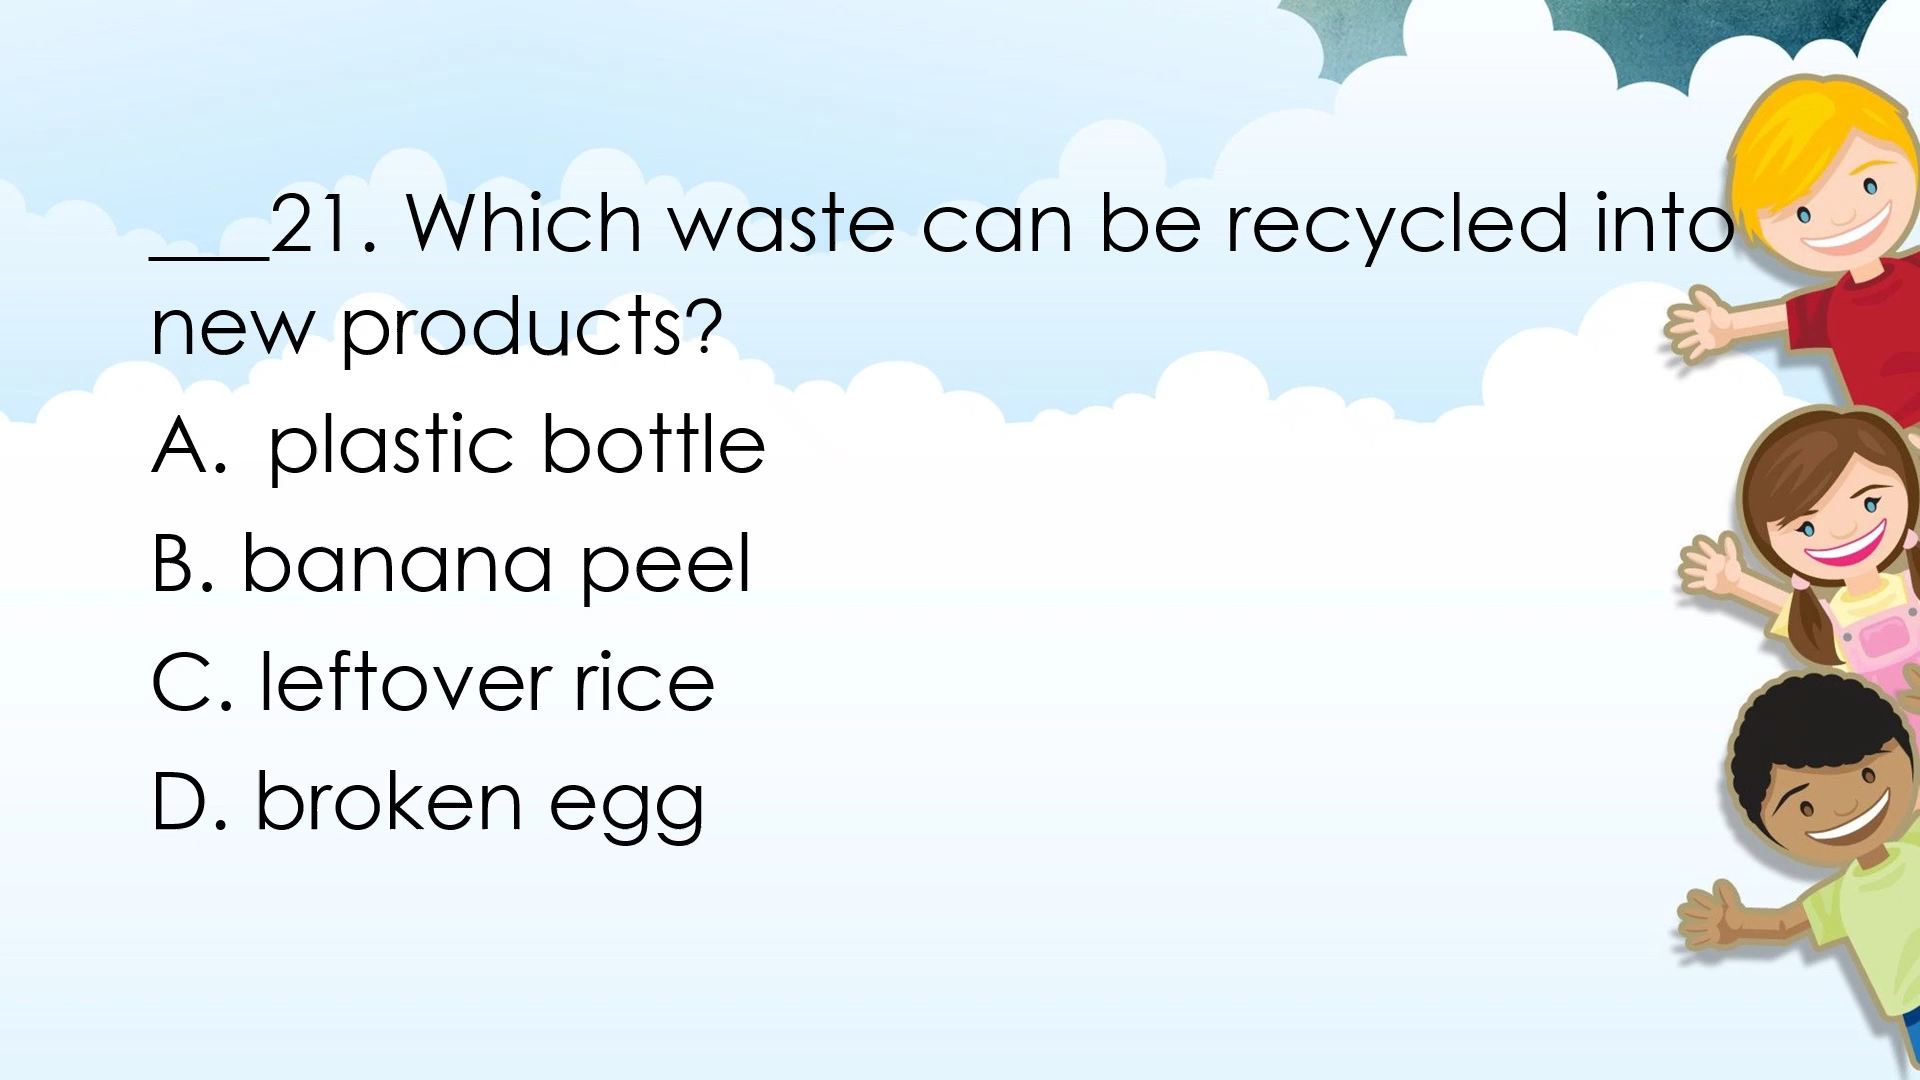 ___21. Which waste can be recycled into
new products?
A. plastic bottle
B. banana peel
C. leftover rice
D. broken egg